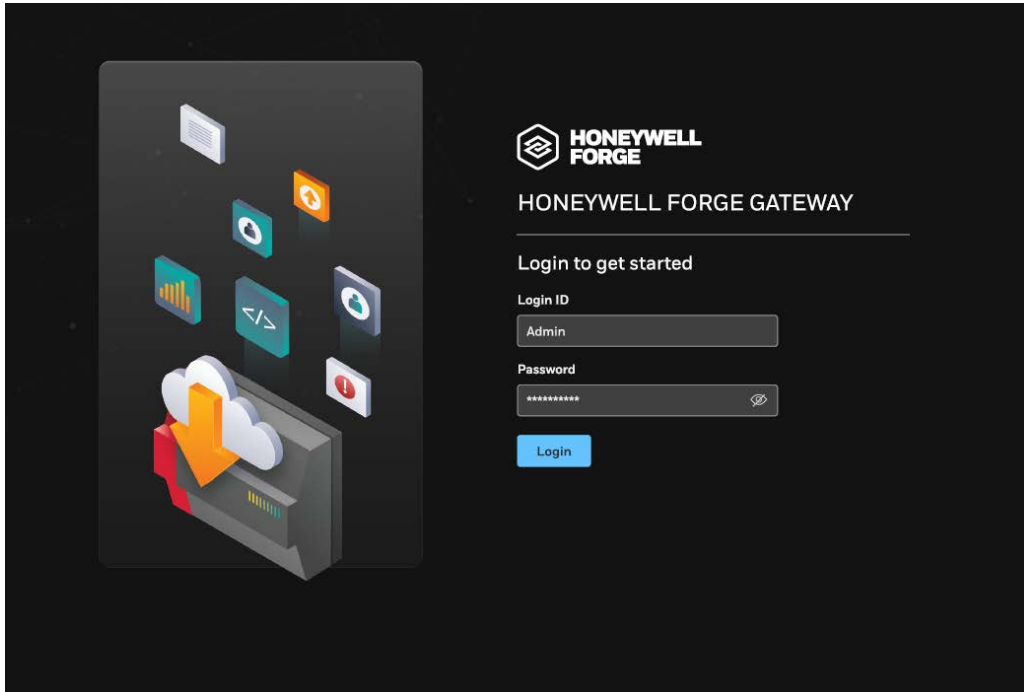 HONEYWELL
FORGE
HONEYWELL FORGE GATEWAY
Login to get started
Login ID
Admin
Password
**********
Login
</>
!